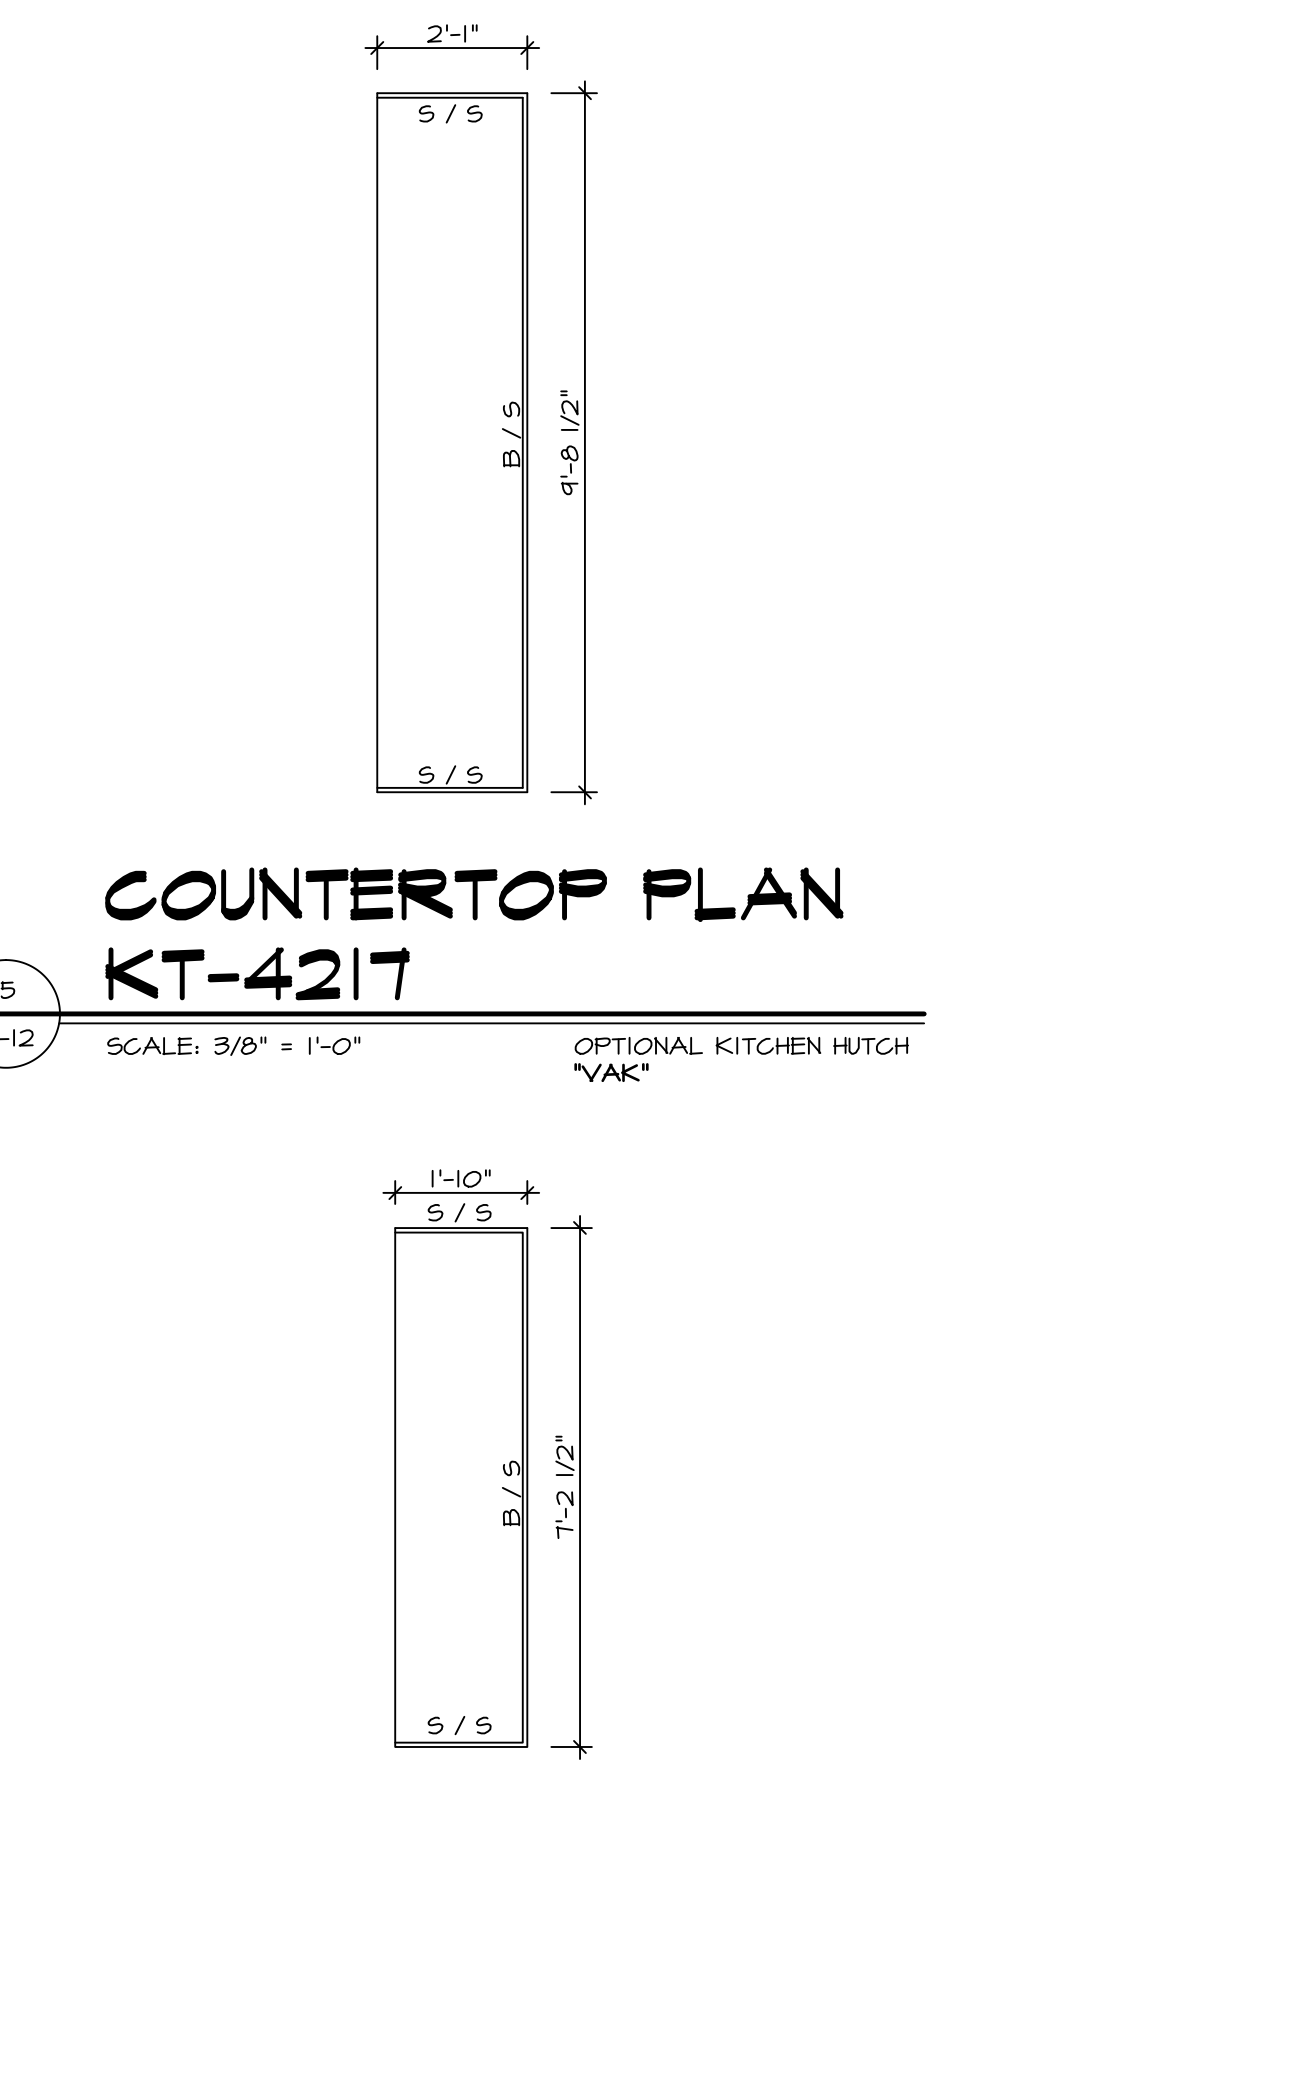 2'-1"
S / S
B / S
9'-8 1/2"
S / S
COUNTERTOP PLAN
KT-4217
5
-12
SCALE: 3/8" = 1'-0"
OPTIONAL KITCHEN HUTCH
"VAK"
1'-10"
S / S
B / S
7'-2 1/2"
S / S